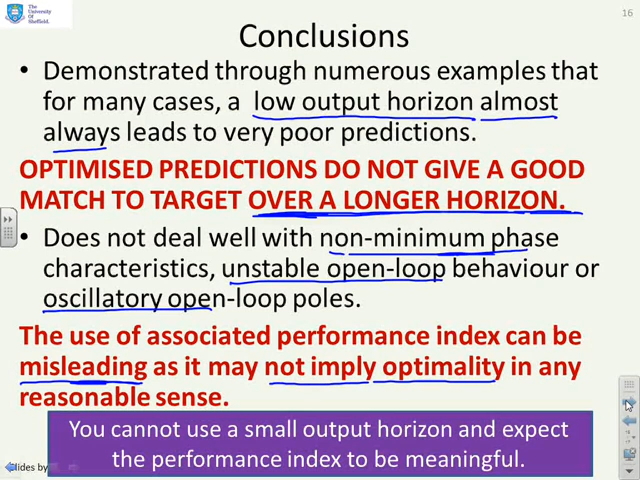 The
University
Of
Sheffield.
16
Conclusions
• Demonstrated through numerous examples that
for many cases, a low output horizon almost
always leads to very poor predictions.
OPTIMISED PREDICTIONS DO NOT GIVE A GOOD
MATCH TO TARGET OVER A LONGER HORIZON.
• Does not deal well with non-minimum phase
characteristics, unstable open-loop behaviour or
oscillatory open-loop poles.
The use of associated performance index can be
misleading as it may not imply optimality in any
reasonable sense.
You cannot use a small output horizon and expect
the performance index to be meaningful.
lides by